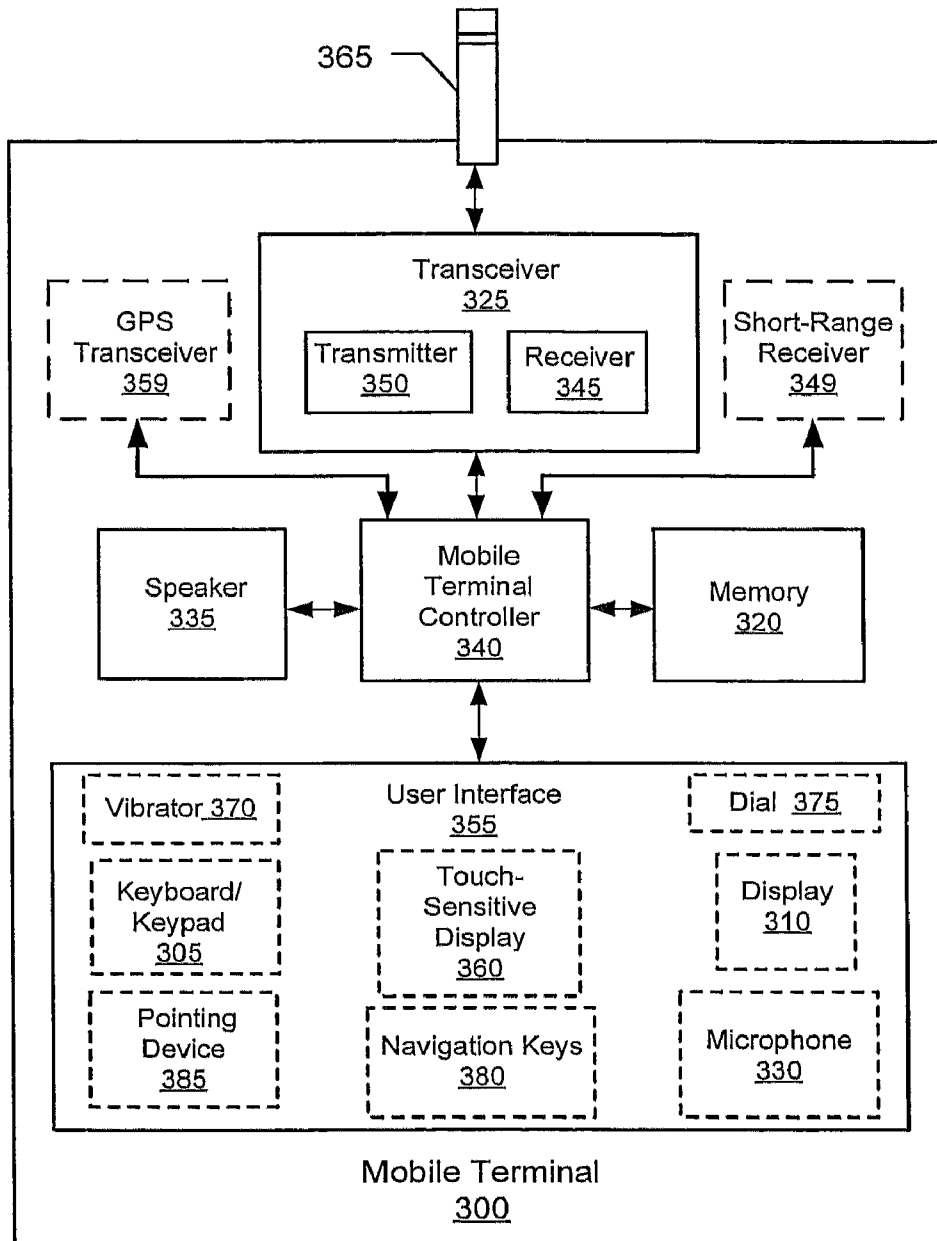 365
Transceiver
325
GPS
Transceiver
359
Short-Range
Receiver
349
Transmitter
350
Receiver
345
Speaker
335
Mobile
Terminal
Controller
340
Memory
320
Vibrator 370
User Interface
355
Dial 375
Keyboard/
Keypad
305
Touch-
Sensitive
Display
360
Display
310
Pointing
Device
385
Navigation Keys
380
Microphone
330
Mobile Terminal
300